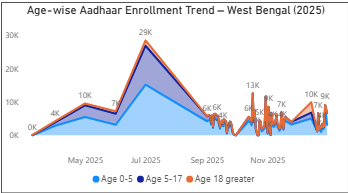 Age-wise Aadhaar Enrollment Trend – West Bengal (2025)
30K
20K
10K
0K
0K
4K
10K
7K
29K
6K
6K
13K
9K
7K
10K
7K
9K
May 2025
Jul 2025
Sep 2025
Nov 2025
Age 0-5
Age 5-17
Age 18 greater